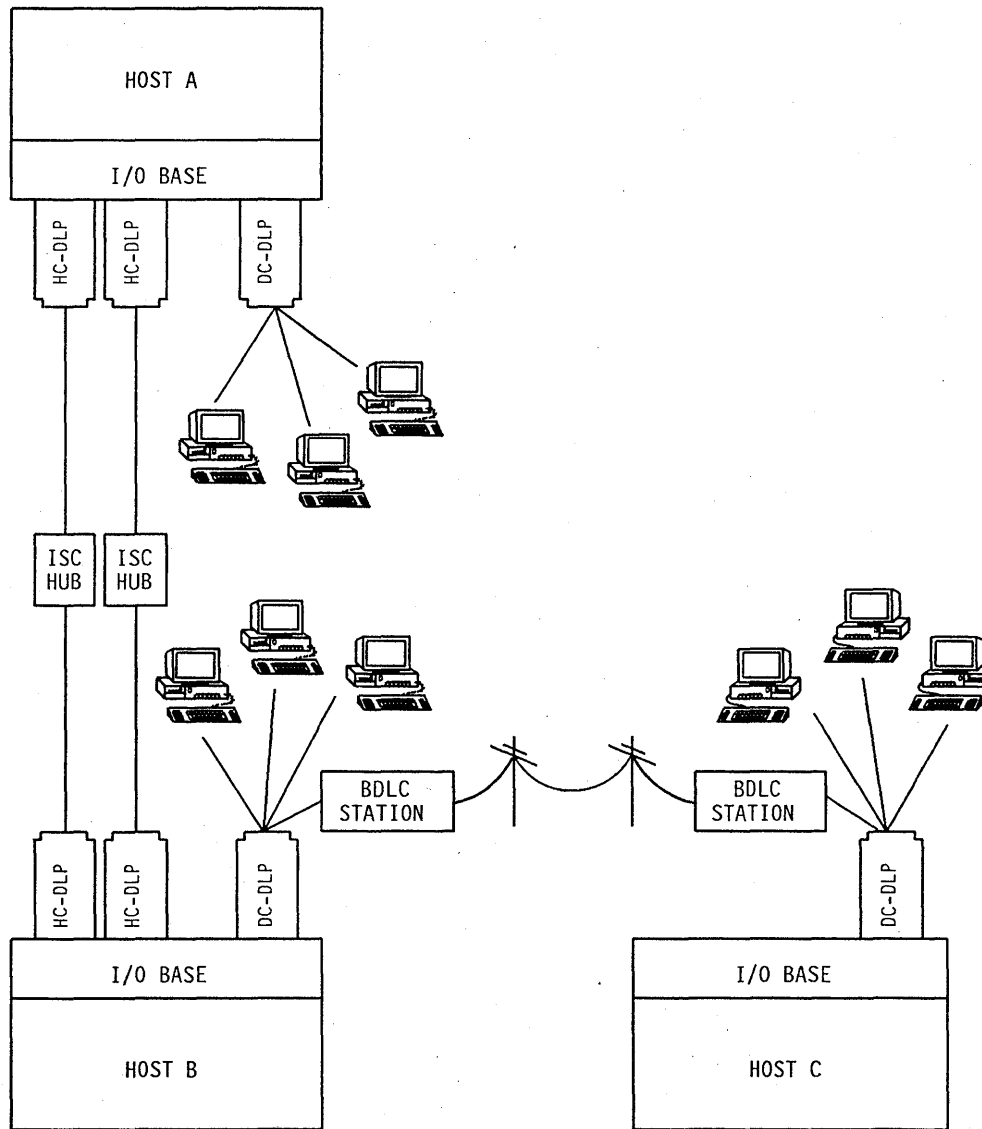 HOST A
I/O BASE
HC-DLP
HC-DLP
DC-DLP
ISC
HUB
ISC
HUB
BDLC
STATION
BDLC
STATION
HC-DLP
HC-DLP
DC-DLP
DC-DLP
I/O BASE
I/O BASE
HOST B
HOST C